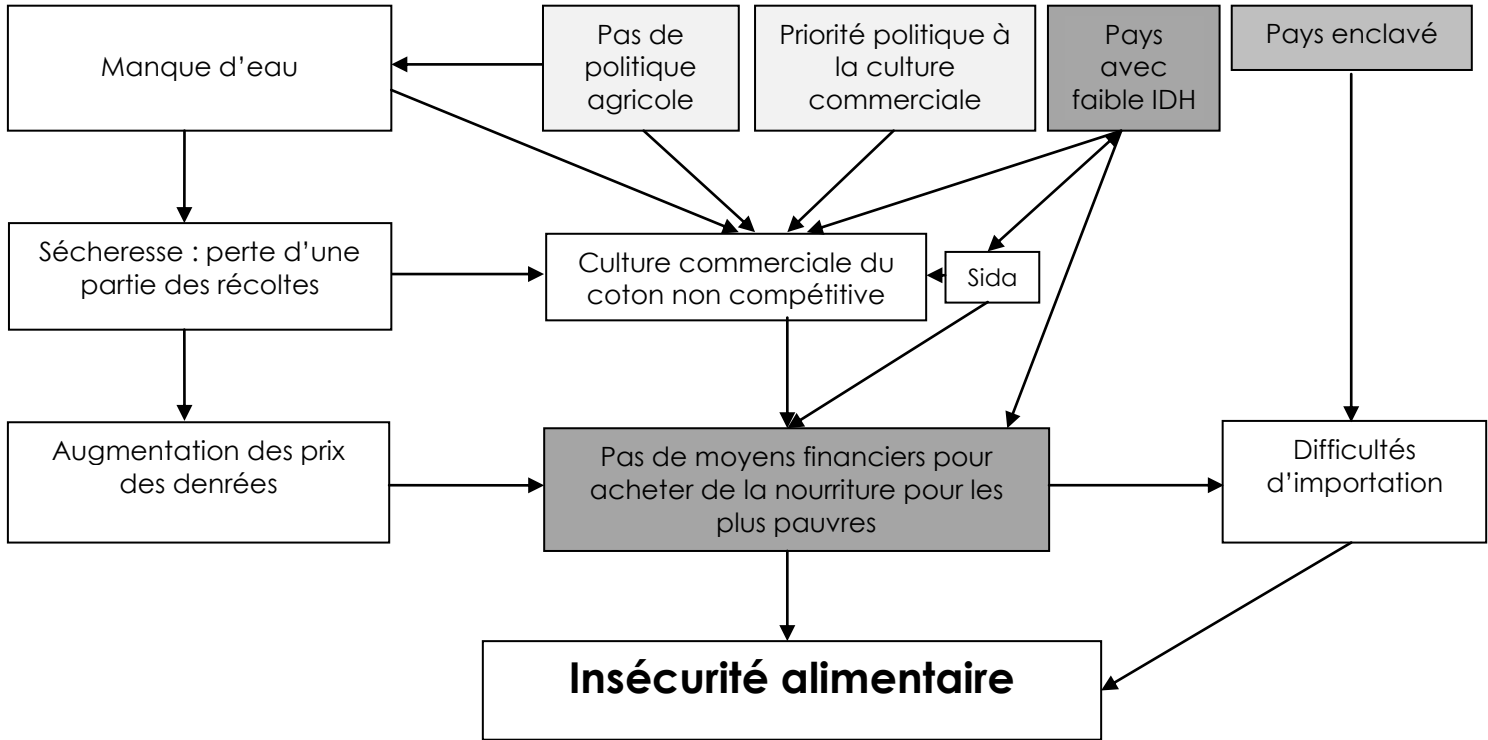 Manque d’eau
Pas de
politique
agricole
Priorité politique à
la culture
commerciale
Pays
avec
faible IDH
Pays enclavé
Sécheresse : perte d’une
partie des récoltes
Culture commerciale du
coton non compétitive
Sida
Augmentation des prix
des denrées
Pas de moyens financiers pour
acheter de la nourriture pour les
plus pauvres
Difficultés
d’importation
Insécurité alimentaire